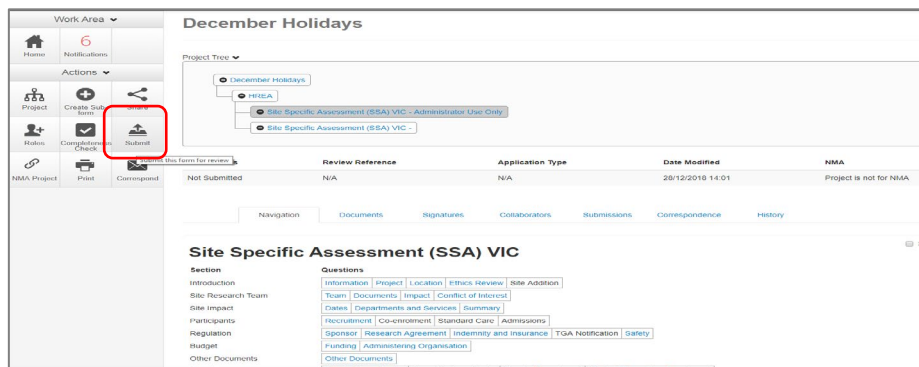 Work Area
December Holidays
Home
6
Notifications
Project Tree
Actions
December Holidays
HREA
Project
Create Sub-form
Share
Site Specific Assessment (SSA) VIC - Administrator Use Only
Site Specific Assessment (SSA) VIC -
Roles
Completeness Check
Submit
Submit this form for review
NMA Project
Print
Correspond
Review Reference
Application Type
Date Modified
NMA
Not Submitted
N/A
N/A
28/12/2018 14:01
Project is not for NMA
Navigation
Documents
Signatures
Collaborators
Submissions
Correspondence
History
Site Specific Assessment (SSA) VIC
Section Questions
Introduction Information Project Location Ethics Review Site Addition
Site Research Team Team Documents Impact Conflict of Interest
Site Impact Dates Departments and Services Summary
Participants Recruitment Co-enrolment Standard Care Admissions
Regulation Sponsor Research Agreement Indemnity and Insurance TGA Notification Safety
Budget Funding Administering Organisation
Other Documents Other Documents